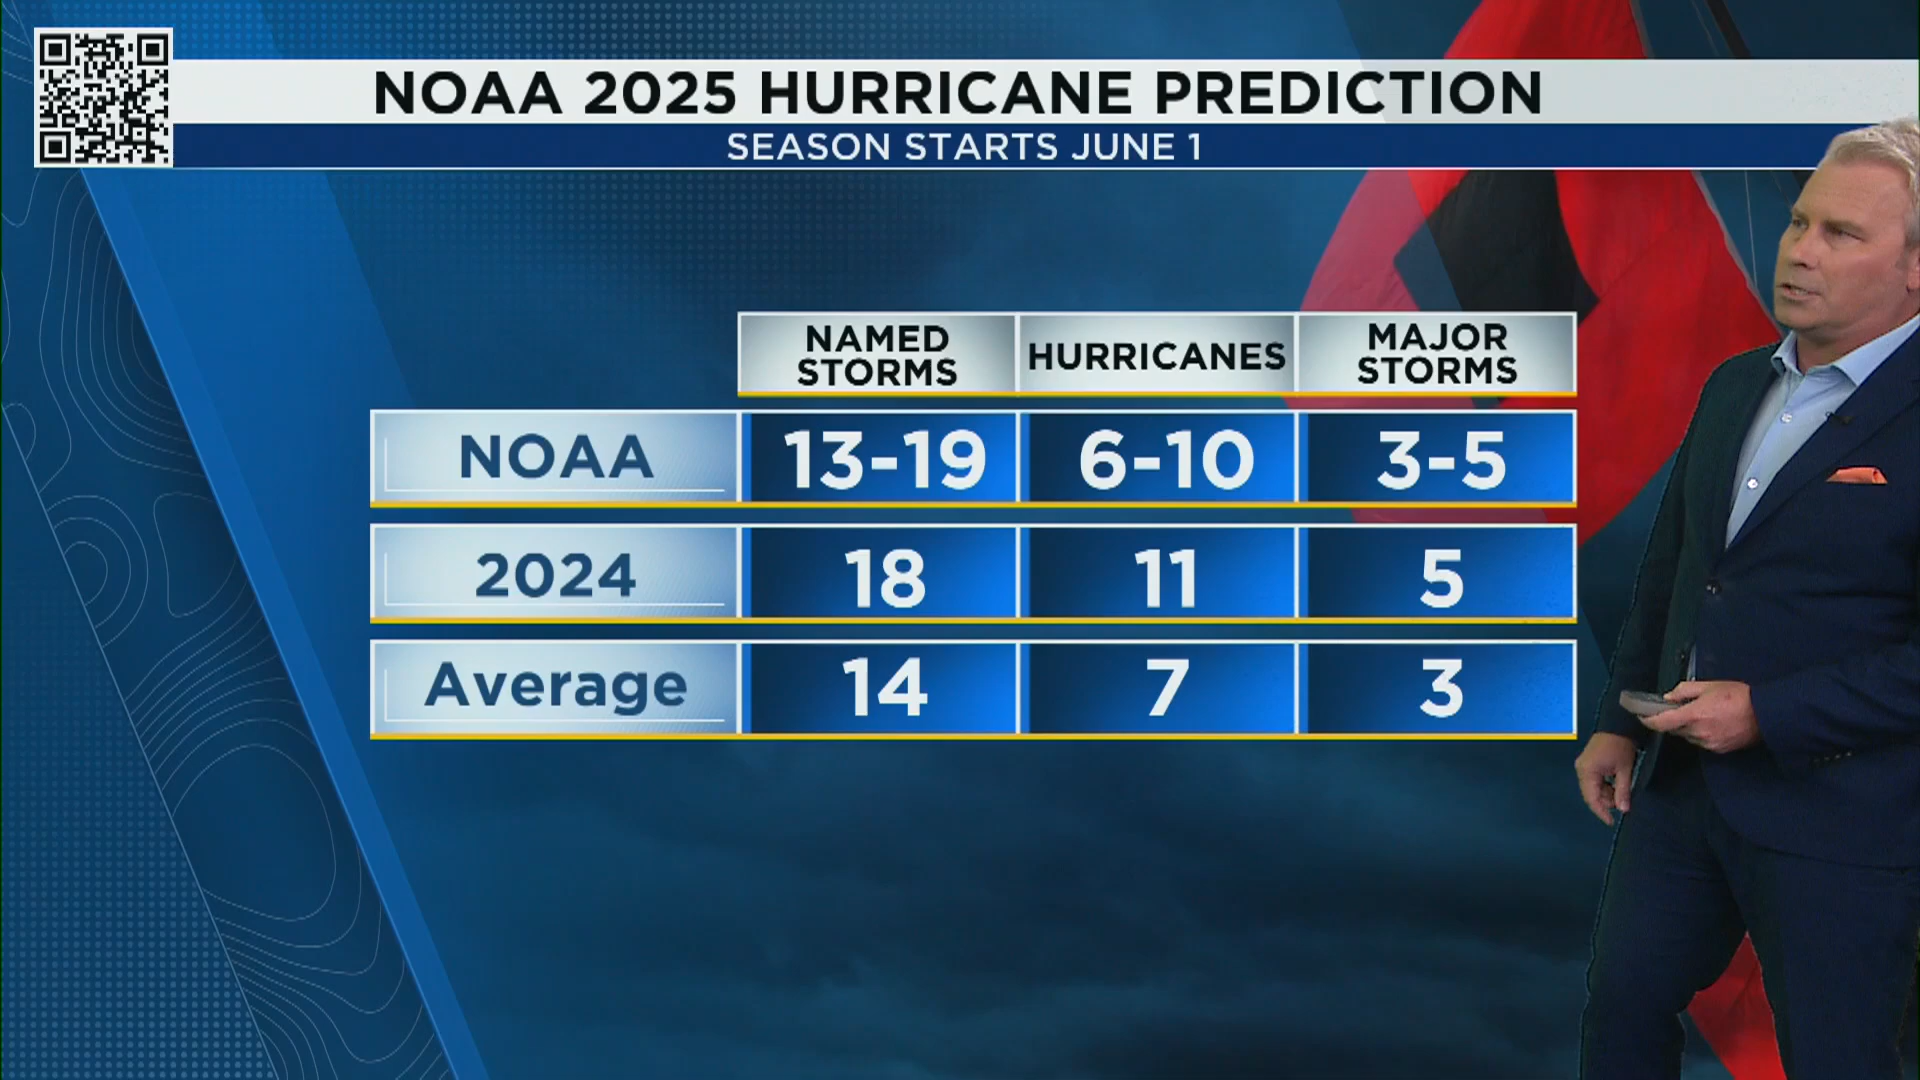 NOAA 2025 HURRICANE PREDICTION
SEASON STARTS JUNE 1
NAMED STORMS HURRICANES MAJOR STORMS
NOAA 13-19 6-10 3-5
2024 18 11 5
Average 14 7 3